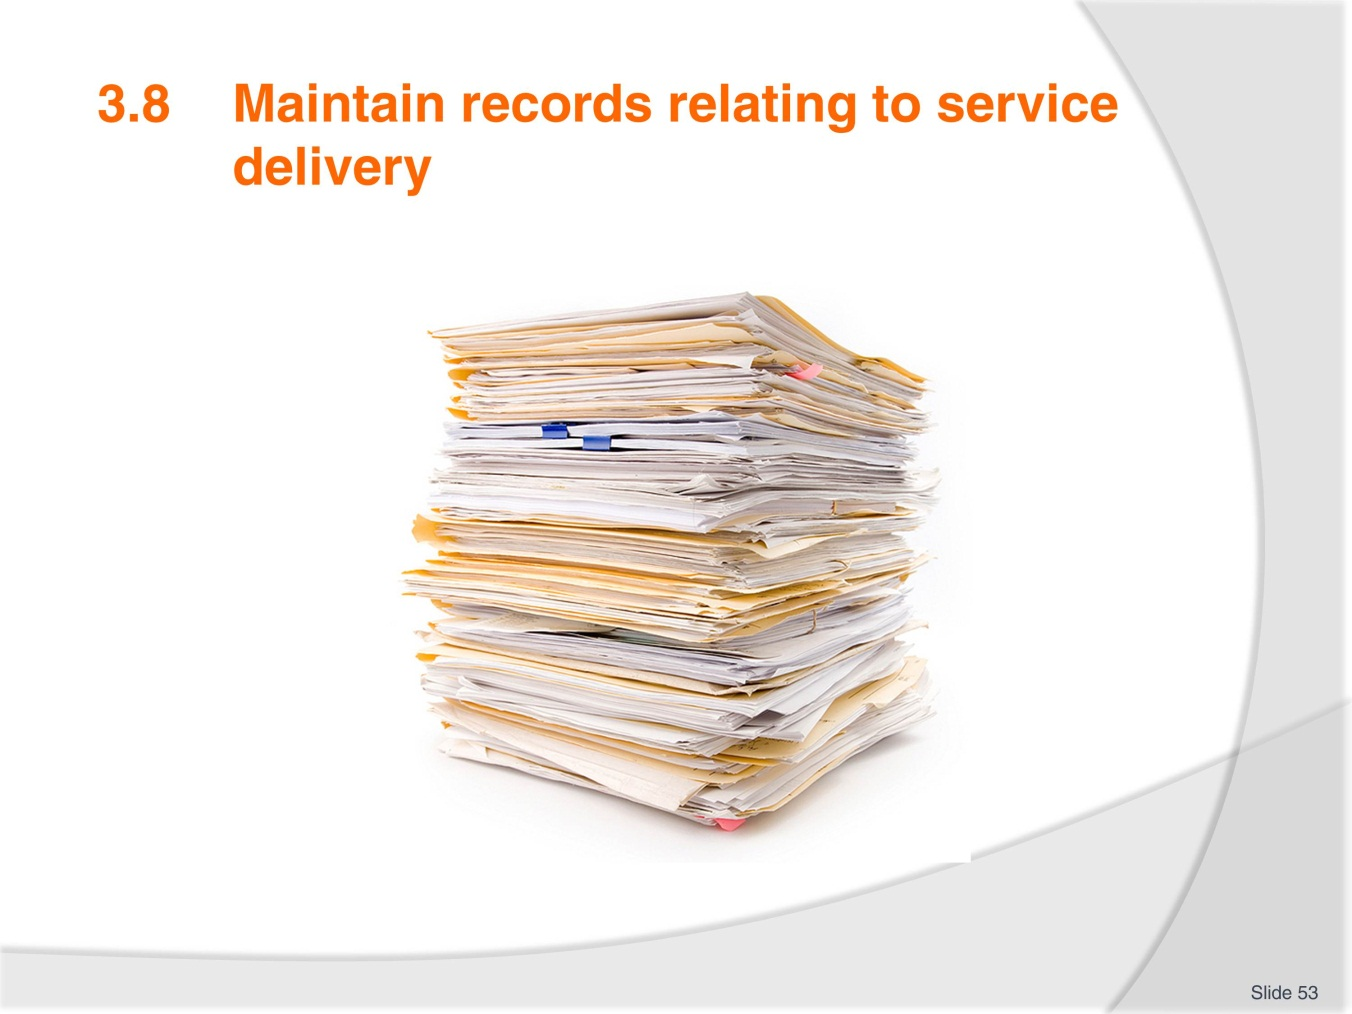 3.8 Maintain records relating to service
delivery
Slide 53